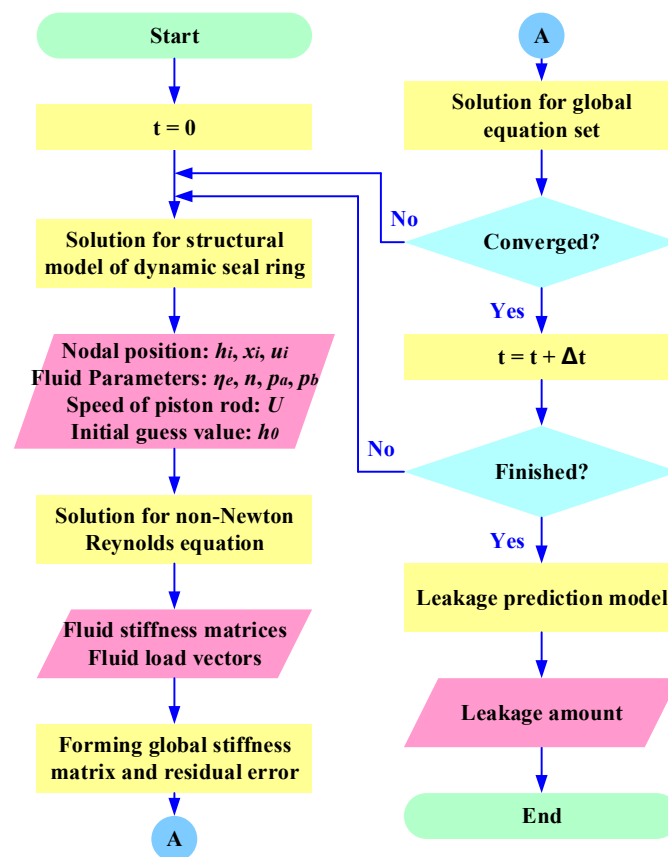 Start
t = 0
Solution for structural
model of dynamic seal ring
Nodal position: hi, xi, ui
Fluid Parameters: ηe, n, pa, pb
Speed of piston rod: U
Initial guess value: h0
Solution for non-Newton
Reynolds equation
Fluid stiffness matrices
Fluid load vectors
Forming global stiffness
matrix and residual error
A
A
Solution for global
equation set
No
Converged?
Yes
t = t + Δt
No
Finished?
Yes
Leakage prediction model
Leakage amount
End